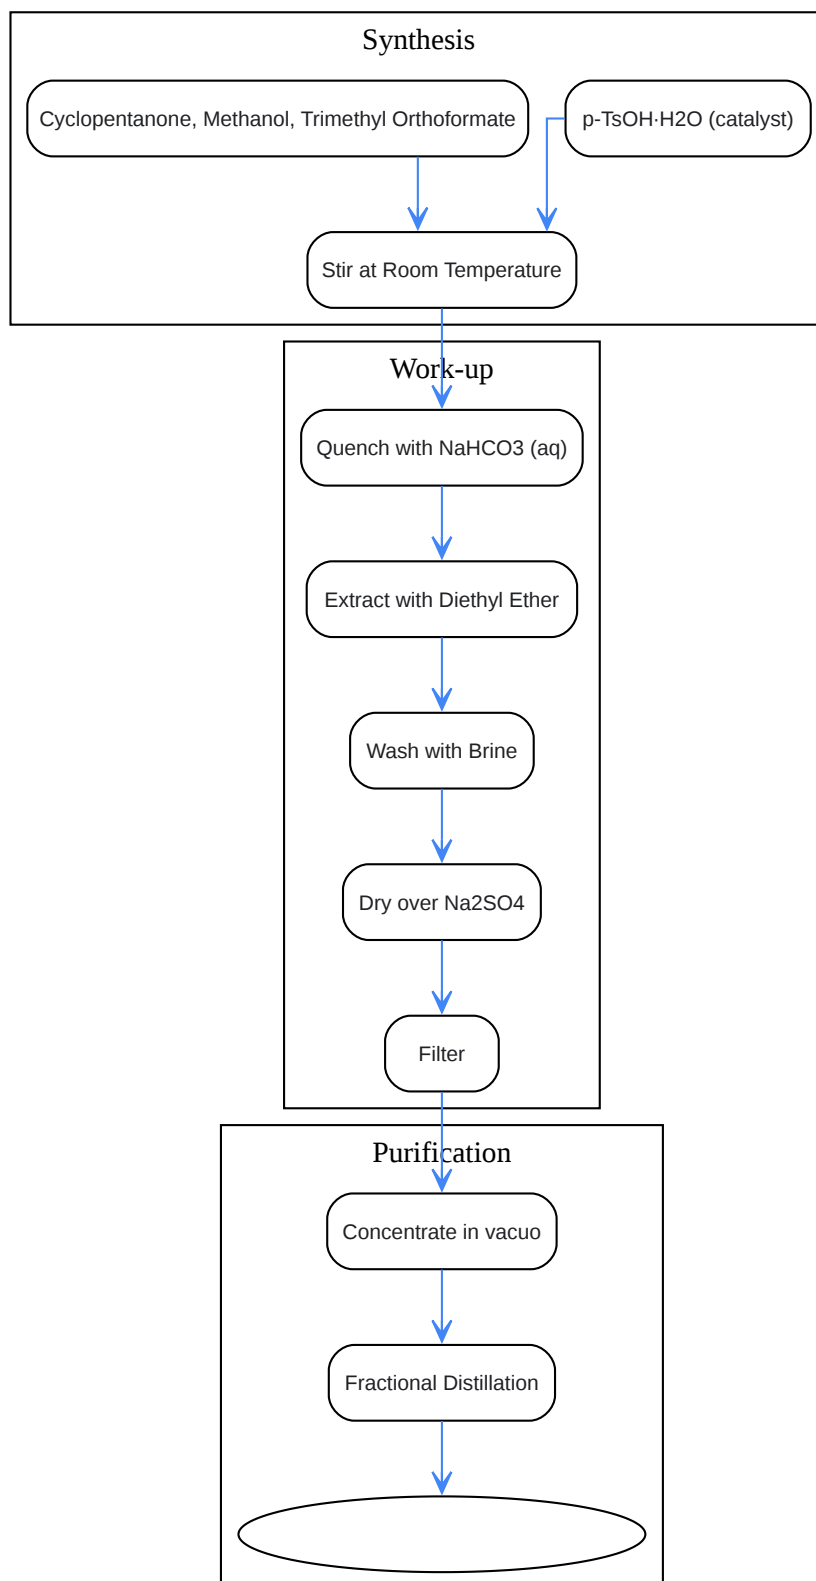 Synthesis
Cyclopentanone, Methanol, Trimethyl Orthoformate
p-TsOH·H2O (catalyst)
Stir at Room Temperature
Work-up
Quench with NaHCO3 (aq)
Extract with Diethyl Ether
Wash with Brine
Dry over Na2SO4
Filter
Purification
Concentrate in vacuo
Fractional Distillation